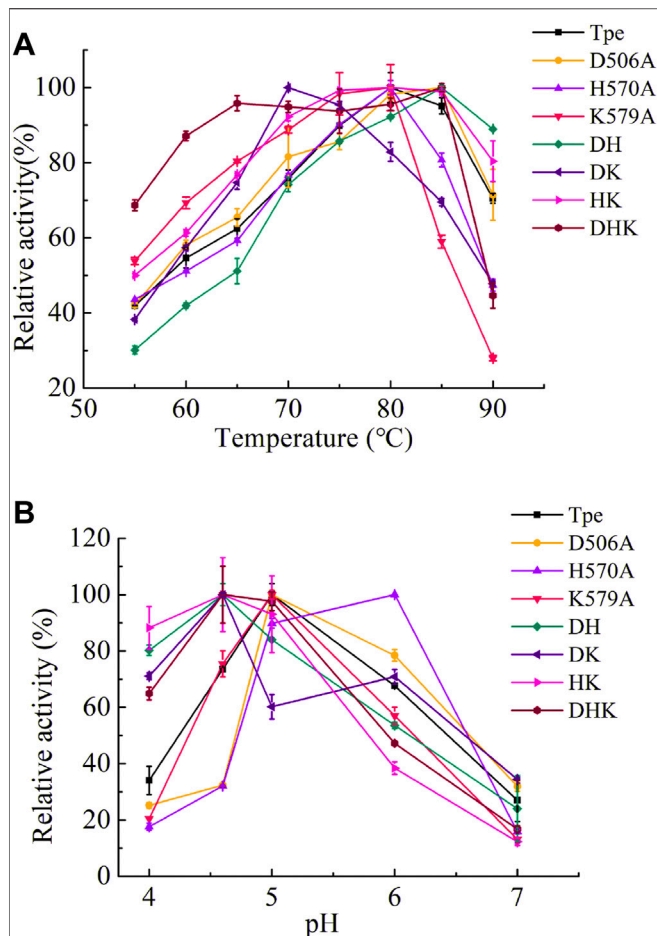 A
Relative activity(%)
100
80
60
40
20
50
60
70
80
90
Temperature (℃)
Tpe
D506A
H570A
K579A
DH
DK
HK
DHK
B
Relative activity (%)
120
100
80
60
40
20
0
4
5
6
7
pH
Tpe
D506A
H570A
K579A
DH
DK
HK
DHK